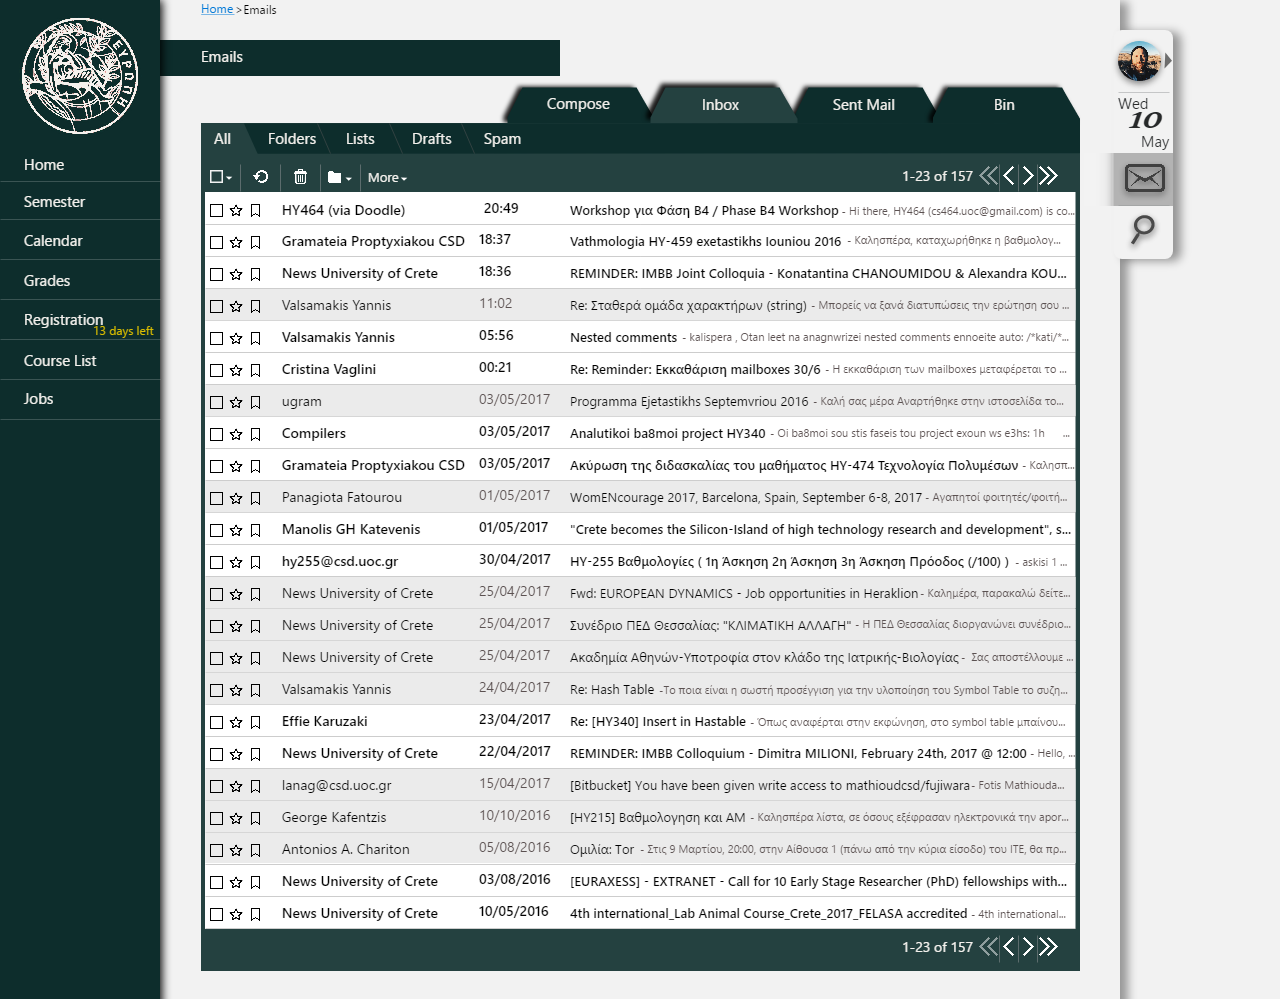 Home >Emails
ΕΥΡΩΠΗ
Emails
Compose
Inbox
Sent Mail
Bin
Wed
10
May
All
Folders
Lists
Drafts
Spam
Home
Semester
Calendar
Grades
Registration
13 days left
Course List
Jobs
More
1-23 of 157
HY464 (via Doodle) 20:49 Workshop για Φάση B4 / Phase B4 Workshop - Hi there, HY464 (cs464.uoc@gmail.com) is co...
Gramateia Proptyxiakou CSD 18:37 Vathmologia HY-459 exetastikhs Iouniou 2016 - Καλησπέρα, καταχωρήθηκε η βαθμολογ...
News University of Crete 18:36 REMINDER: IMBB Joint Colloquia - Konatantina CHANOUMIDOU & Alexandra KOU...
Valsamakis Yannis 11:02 Re: Σταθερά ομάδα χαρακτήρων (string) - Μπορείς να ξανά διατυπώσεις την ερώτηση σου ...
Valsamakis Yannis 05:56 Nested comments - kalispera , Otan leet na anagnwrizei nested comments ennoeite auto: /*kati/*...
Cristina Vaglini 00:21 Re: Reminder: Εκκαθάριση mailboxes 30/6 - Η εκκαθάριση των mailboxes μεταφέρεται το ...
ugram 03/05/2017 Programma Ejetastikhs Septemvriou 2016 - Καλή σας μέρα Αναρτήθηκε στην ιστοσελίδα το...
Compilers 03/05/2017 Analutikoi ba8moi project HY340 - Oi ba8moi sou stis faseis tou project exoun ws e3hs: 1h ...
Gramateia Proptyxiakou CSD 03/05/2017 Ακύρωση της διδασκαλίας του μαθήματος ΗΥ-474 Τεχνολογία Πολυμέσων - Καλησπ...
Panagiota Fatourou 01/05/2017 WomENcourage 2017, Barcelona, Spain, September 6-8, 2017 - Αγαπητοί φοιτητές/φοιτή...
Manolis GH Katevenis 01/05/2017 "Crete becomes the Silicon-Island of high technology research and development", s...
hy255@csd.uoc.gr 30/04/2017 HY-255 Βαθμολογίες ( 1η Άσκηση 2η Άσκηση 3η Άσκηση Πρόοδος (/100) ) - askisi 1 ...
News University of Crete 25/04/2017 Fwd: EUROPEAN DYNAMICS - Job opportunities in Heraklion - Καλημέρα, παρακαλώ δείτε...
News University of Crete 25/04/2017 Συνέδριο ΠΕΔ Θεσσαλίας: "ΚΛΙΜΑΤΙΚΗ ΑΛΛΑΓΗ" - Η ΠΕΔ Θεσσαλίας διοργανώνει συνέδριο...
News University of Crete 25/04/2017 Ακαδημία Αθηνών-Υποτροφία στον κλάδο της Ιατρικής-Βιολογίας - Σας αποστέλλουμε ...
Valsamakis Yannis 24/04/2017 Re: Hash Table -Το ποια είναι η σωστή προσέγγιση για την υλοποίηση του Symbol Table το συζη...
Effie Karuzaki 23/04/2017 Re: [HY340] Insert in Hastable - Όπως αναφέρται στην εκφώνηση, στο symbol table μπαίνου...
News University of Crete 22/04/2017 REMINDER: IMBB Colloquium - Dimitra MILIONI, February 24th, 2017 @ 12:00 - Hello, ...
lanag@csd.uoc.gr 15/04/2017 [Bitbucket] You have been given write access to mathioudcsd/fujiwara- Fotis Mathiouda...
George Kafentzis 10/10/2016 [HY215] Βαθμολογηση και ΑΜ - Καλησπέρα λίστα, σε όσους εξέφρασαν ηλεκτρονικά την apor...
Antonios A. Chariton 05/08/2016 Ομιλία: Tor - Στις 9 Μαρτίου, 20:00, στην Αίθουσα 1 (πάνω από την κύρια είσοδο) του ΙΤΕ, θα πρ...
News University of Crete 03/08/2016 [EURAXESS] - EXTRANET - Call for 10 Early Stage Researcher (PhD) fellowships with...
News University of Crete 10/05/2016 4th international_Lab Animal Course_Crete_2017_FELASA accredited - 4th international...
1-23 of 157